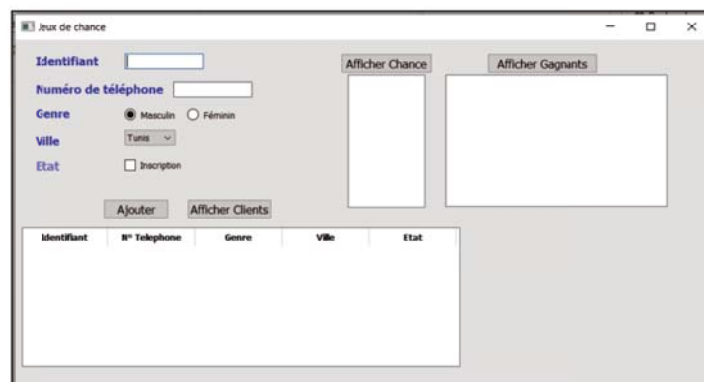 Jeux de chance
Identifiant
Afficher Chance
Afficher Gagnants
Numéro de téléphone
Genre
Masculin
Féminin
Ville
Tunis
Etat
Inscription
Ajouter
Afficher Clients
Identifiant N° Telephone Genre Ville Etat